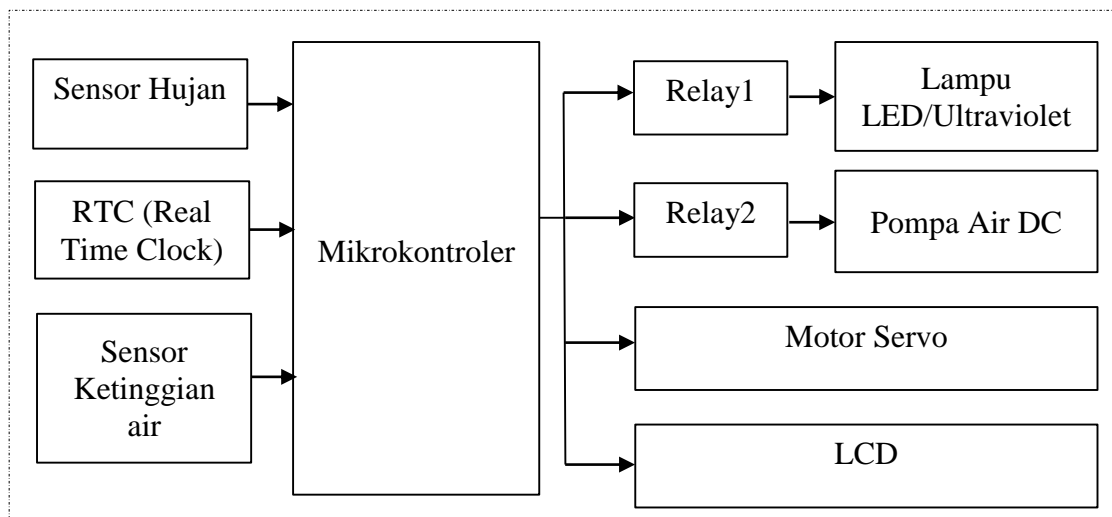 Sensor Hujan
RTC (Real
Time Clock)
Sensor
Ketinggian
air
Mikrokontroler
Relay1
Lampu
LED/Ultraviolet
Relay2
Pompa Air DC
Motor Servo
LCD